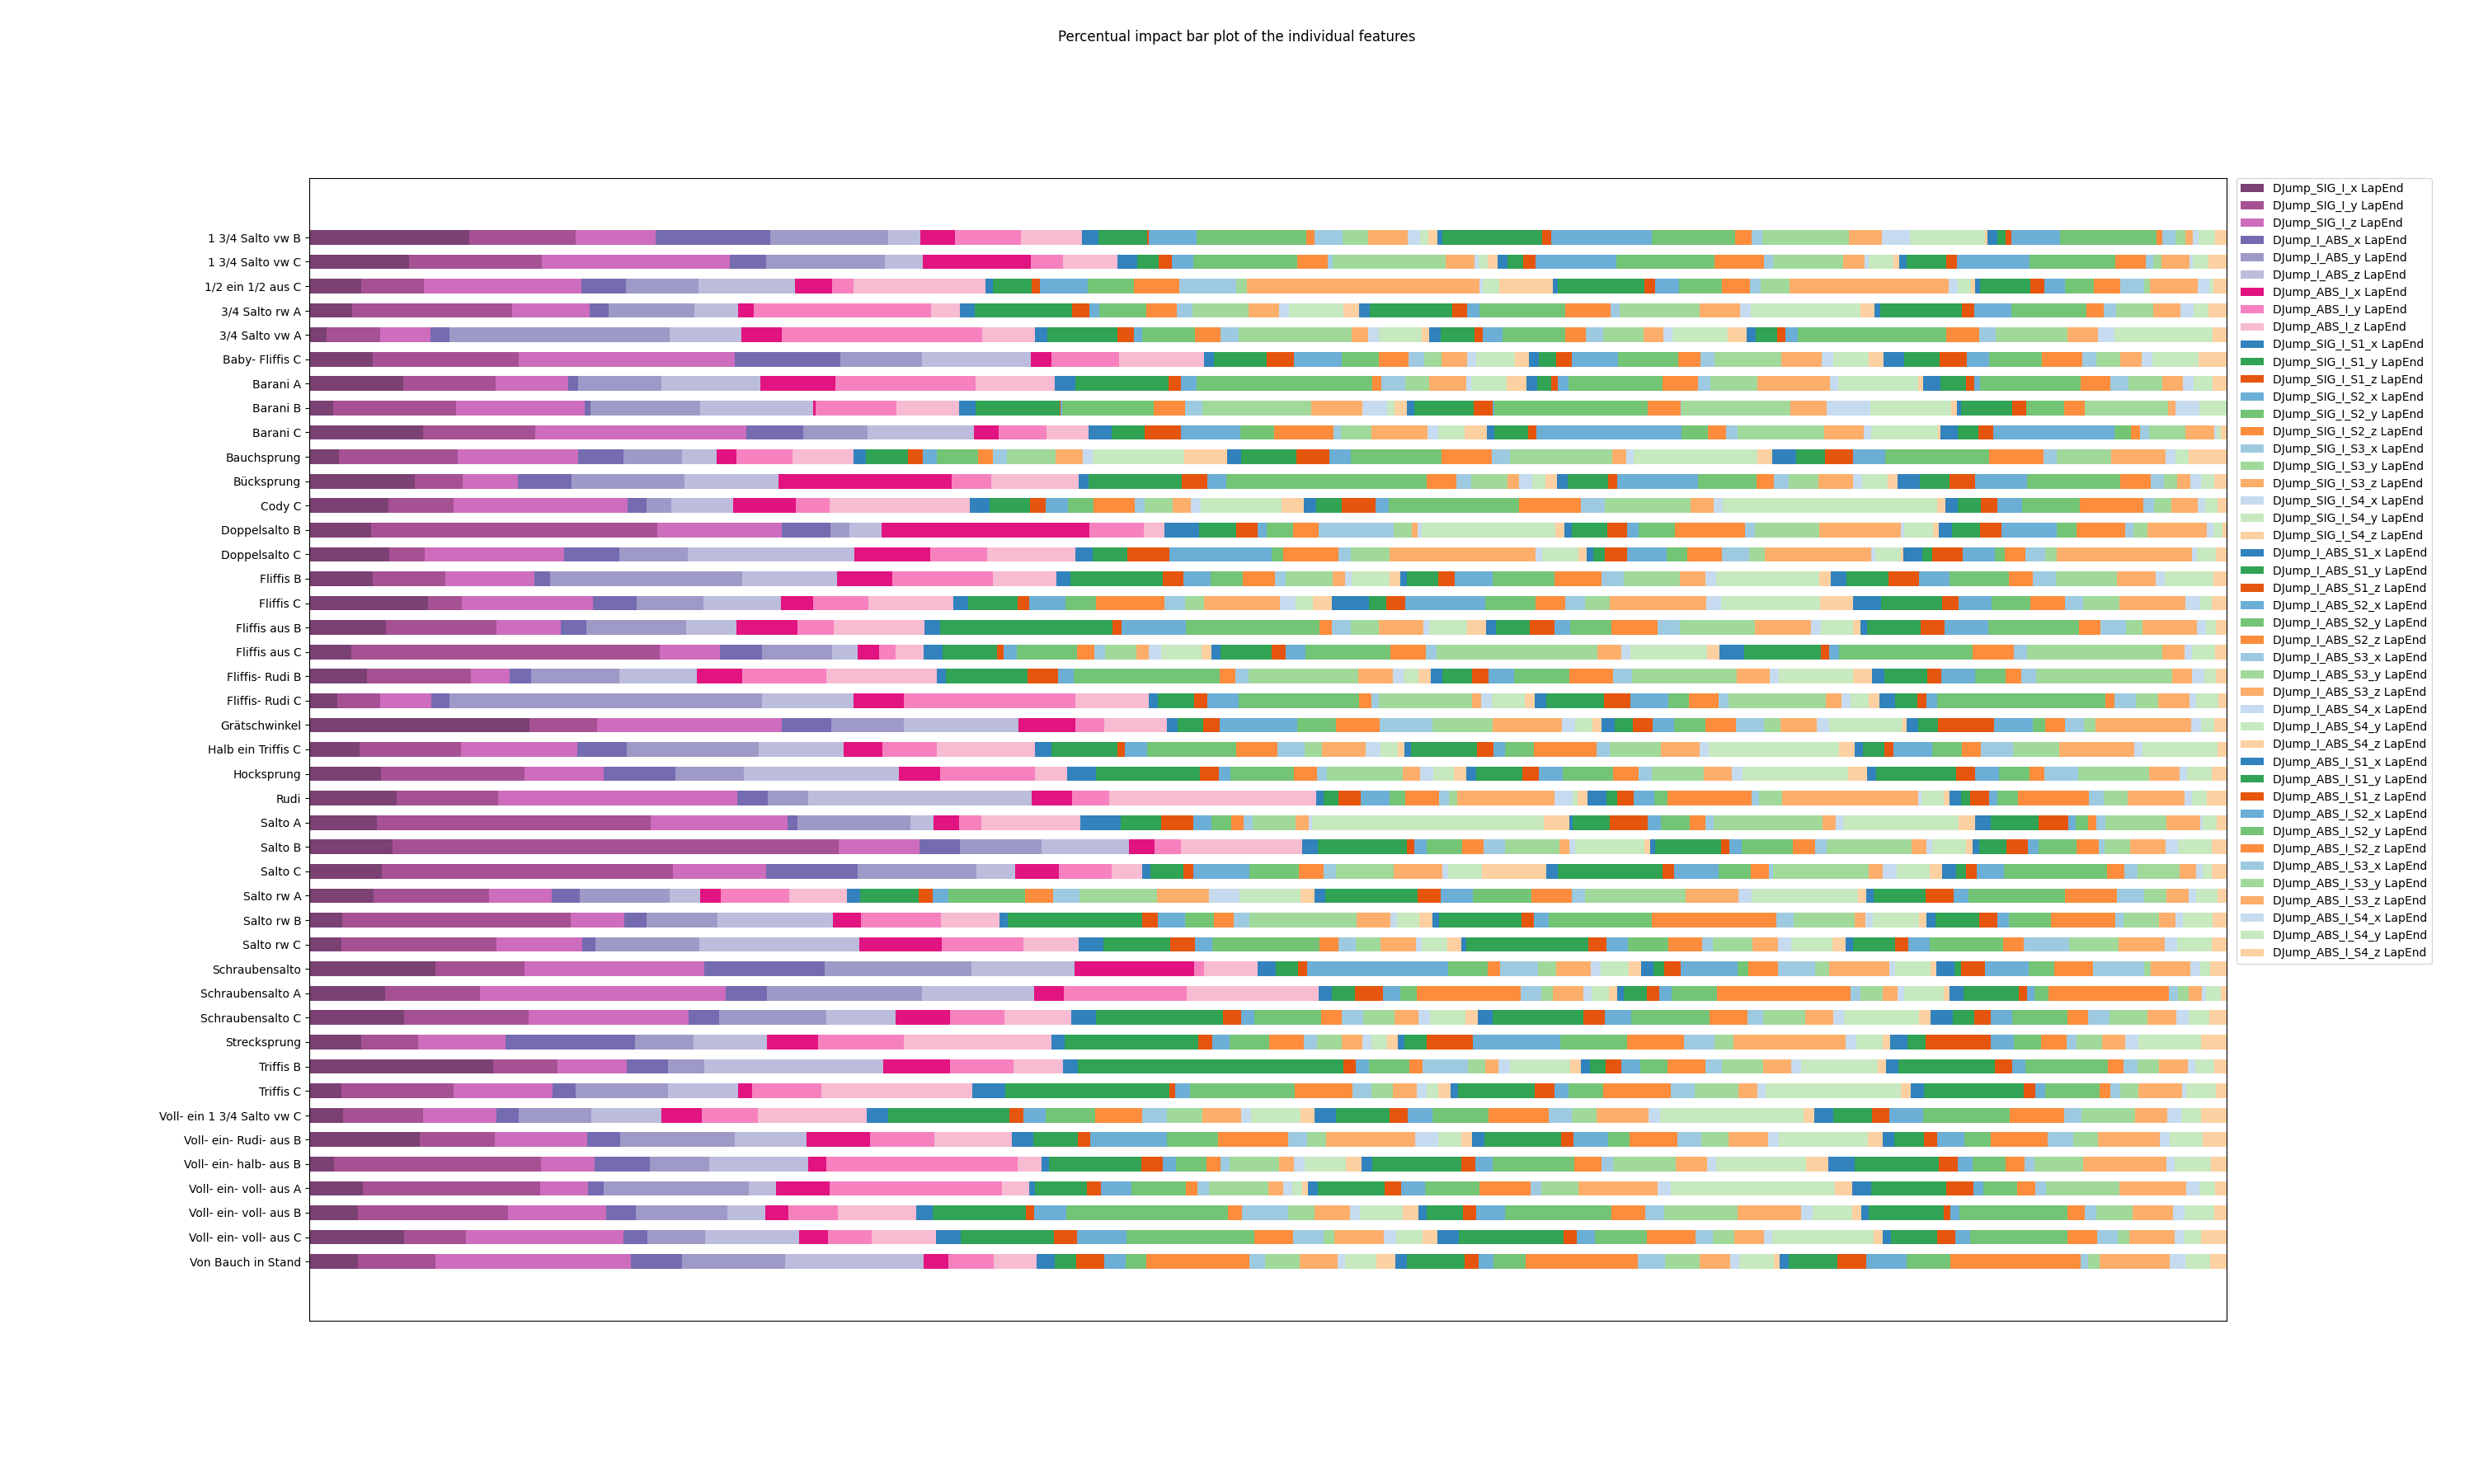 Percentual impact bar plot of the individual features
1 3/4 Salto vw B
1 3/4 Salto vw C
1/2 ein 1/2 aus C
3/4 Salto rw A
3/4 Salto vw A
Baby- Fliffis C
Barani A
Barani B
Barani C
Bauchsprung
Bücksprung
Cody C
Doppelsalto B
Doppelsalto C
Fliffis B
Fliffis C
Fliffis aus B
Fliffis aus C
Fliffis- Rudi B
Fliffis- Rudi C
Grätschwinkel
Halb ein Triffis C
Hocksprung
Rudi
Salto A
Salto B
Salto C
Salto rw A
Salto rw B
Salto rw C
Schraubensalto
Schraubensalto A
Schraubensalto C
Strecksprung
Triffis B
Triffis C
Voll- ein 1 3/4 Salto vw C
Voll- ein- Rudi- aus B
Voll- ein- halb- aus B
Voll- ein- voll- aus A
Voll- ein- voll- aus B
Voll- ein- voll- aus C
Von Bauch in Stand
DJump_SIG_I_x LapEnd
DJump_SIG_I_y LapEnd
DJump_SIG_I_z LapEnd
DJump_I_ABS_x LapEnd
DJump_I_ABS_y LapEnd
DJump_I_ABS_z LapEnd
DJump_ABS_I_x LapEnd
DJump_ABS_I_y LapEnd
DJump_ABS_I_z LapEnd
DJump_SIG_I_S1_x LapEnd
DJump_SIG_I_S1_y LapEnd
DJump_SIG_I_S1_z LapEnd
DJump_SIG_I_S2_x LapEnd
DJump_SIG_I_S2_y LapEnd
DJump_SIG_I_S2_z LapEnd
DJump_SIG_I_S3_x LapEnd
DJump_SIG_I_S3_y LapEnd
DJump_SIG_I_S3_z LapEnd
DJump_SIG_I_S4_x LapEnd
DJump_SIG_I_S4_y LapEnd
DJump_SIG_I_S4_z LapEnd
DJump_I_ABS_S1_x LapEnd
DJump_I_ABS_S1_y LapEnd
DJump_I_ABS_S1_z LapEnd
DJump_I_ABS_S2_x LapEnd
DJump_I_ABS_S2_y LapEnd
DJump_I_ABS_S2_z LapEnd
DJump_I_ABS_S3_x LapEnd
DJump_I_ABS_S3_y LapEnd
DJump_I_ABS_S3_z LapEnd
DJump_I_ABS_S4_x LapEnd
DJump_I_ABS_S4_y LapEnd
DJump_I_ABS_S4_z LapEnd
DJump_ABS_I_S1_x LapEnd
DJump_ABS_I_S1_y LapEnd
DJump_ABS_I_S1_z LapEnd
DJump_ABS_I_S2_x LapEnd
DJump_ABS_I_S2_y LapEnd
DJump_ABS_I_S2_z LapEnd
DJump_ABS_I_S3_x LapEnd
DJump_ABS_I_S3_y LapEnd
DJump_ABS_I_S3_z LapEnd
DJump_ABS_I_S4_x LapEnd
DJump_ABS_I_S4_y LapEnd
DJump_ABS_I_S4_z LapEnd